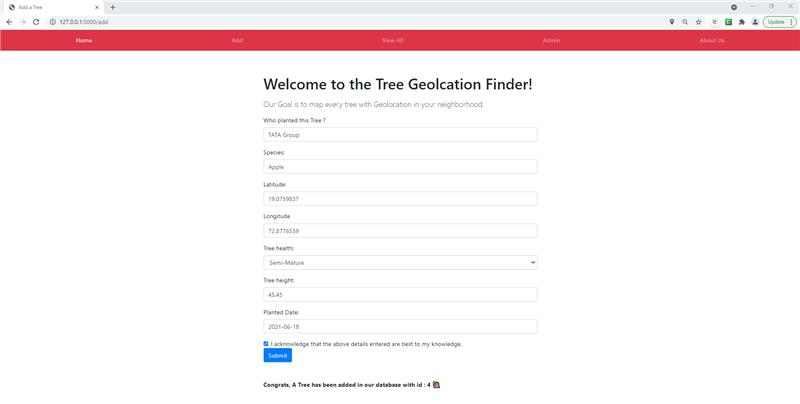 Add a Tree
127.0.0.1:5000/add
Update
Home Add View All Admin About Us
Welcome to the Tree Geolcation Finder!
Our Goal is to map every tree with Geolocation in your neighborhood.
Who planted this Tree ?
TATA Group
Species:
Apple
Latitude:
19.0759837
Longitude
72.8776559
Tree health:
Semi-Mature
Tree height:
45.45
Planted Date:
2021-06-18
I acknowledge that the above details entered are best to my knowledge.
Submit
Congrats, A Tree has been added in our database with id : 4